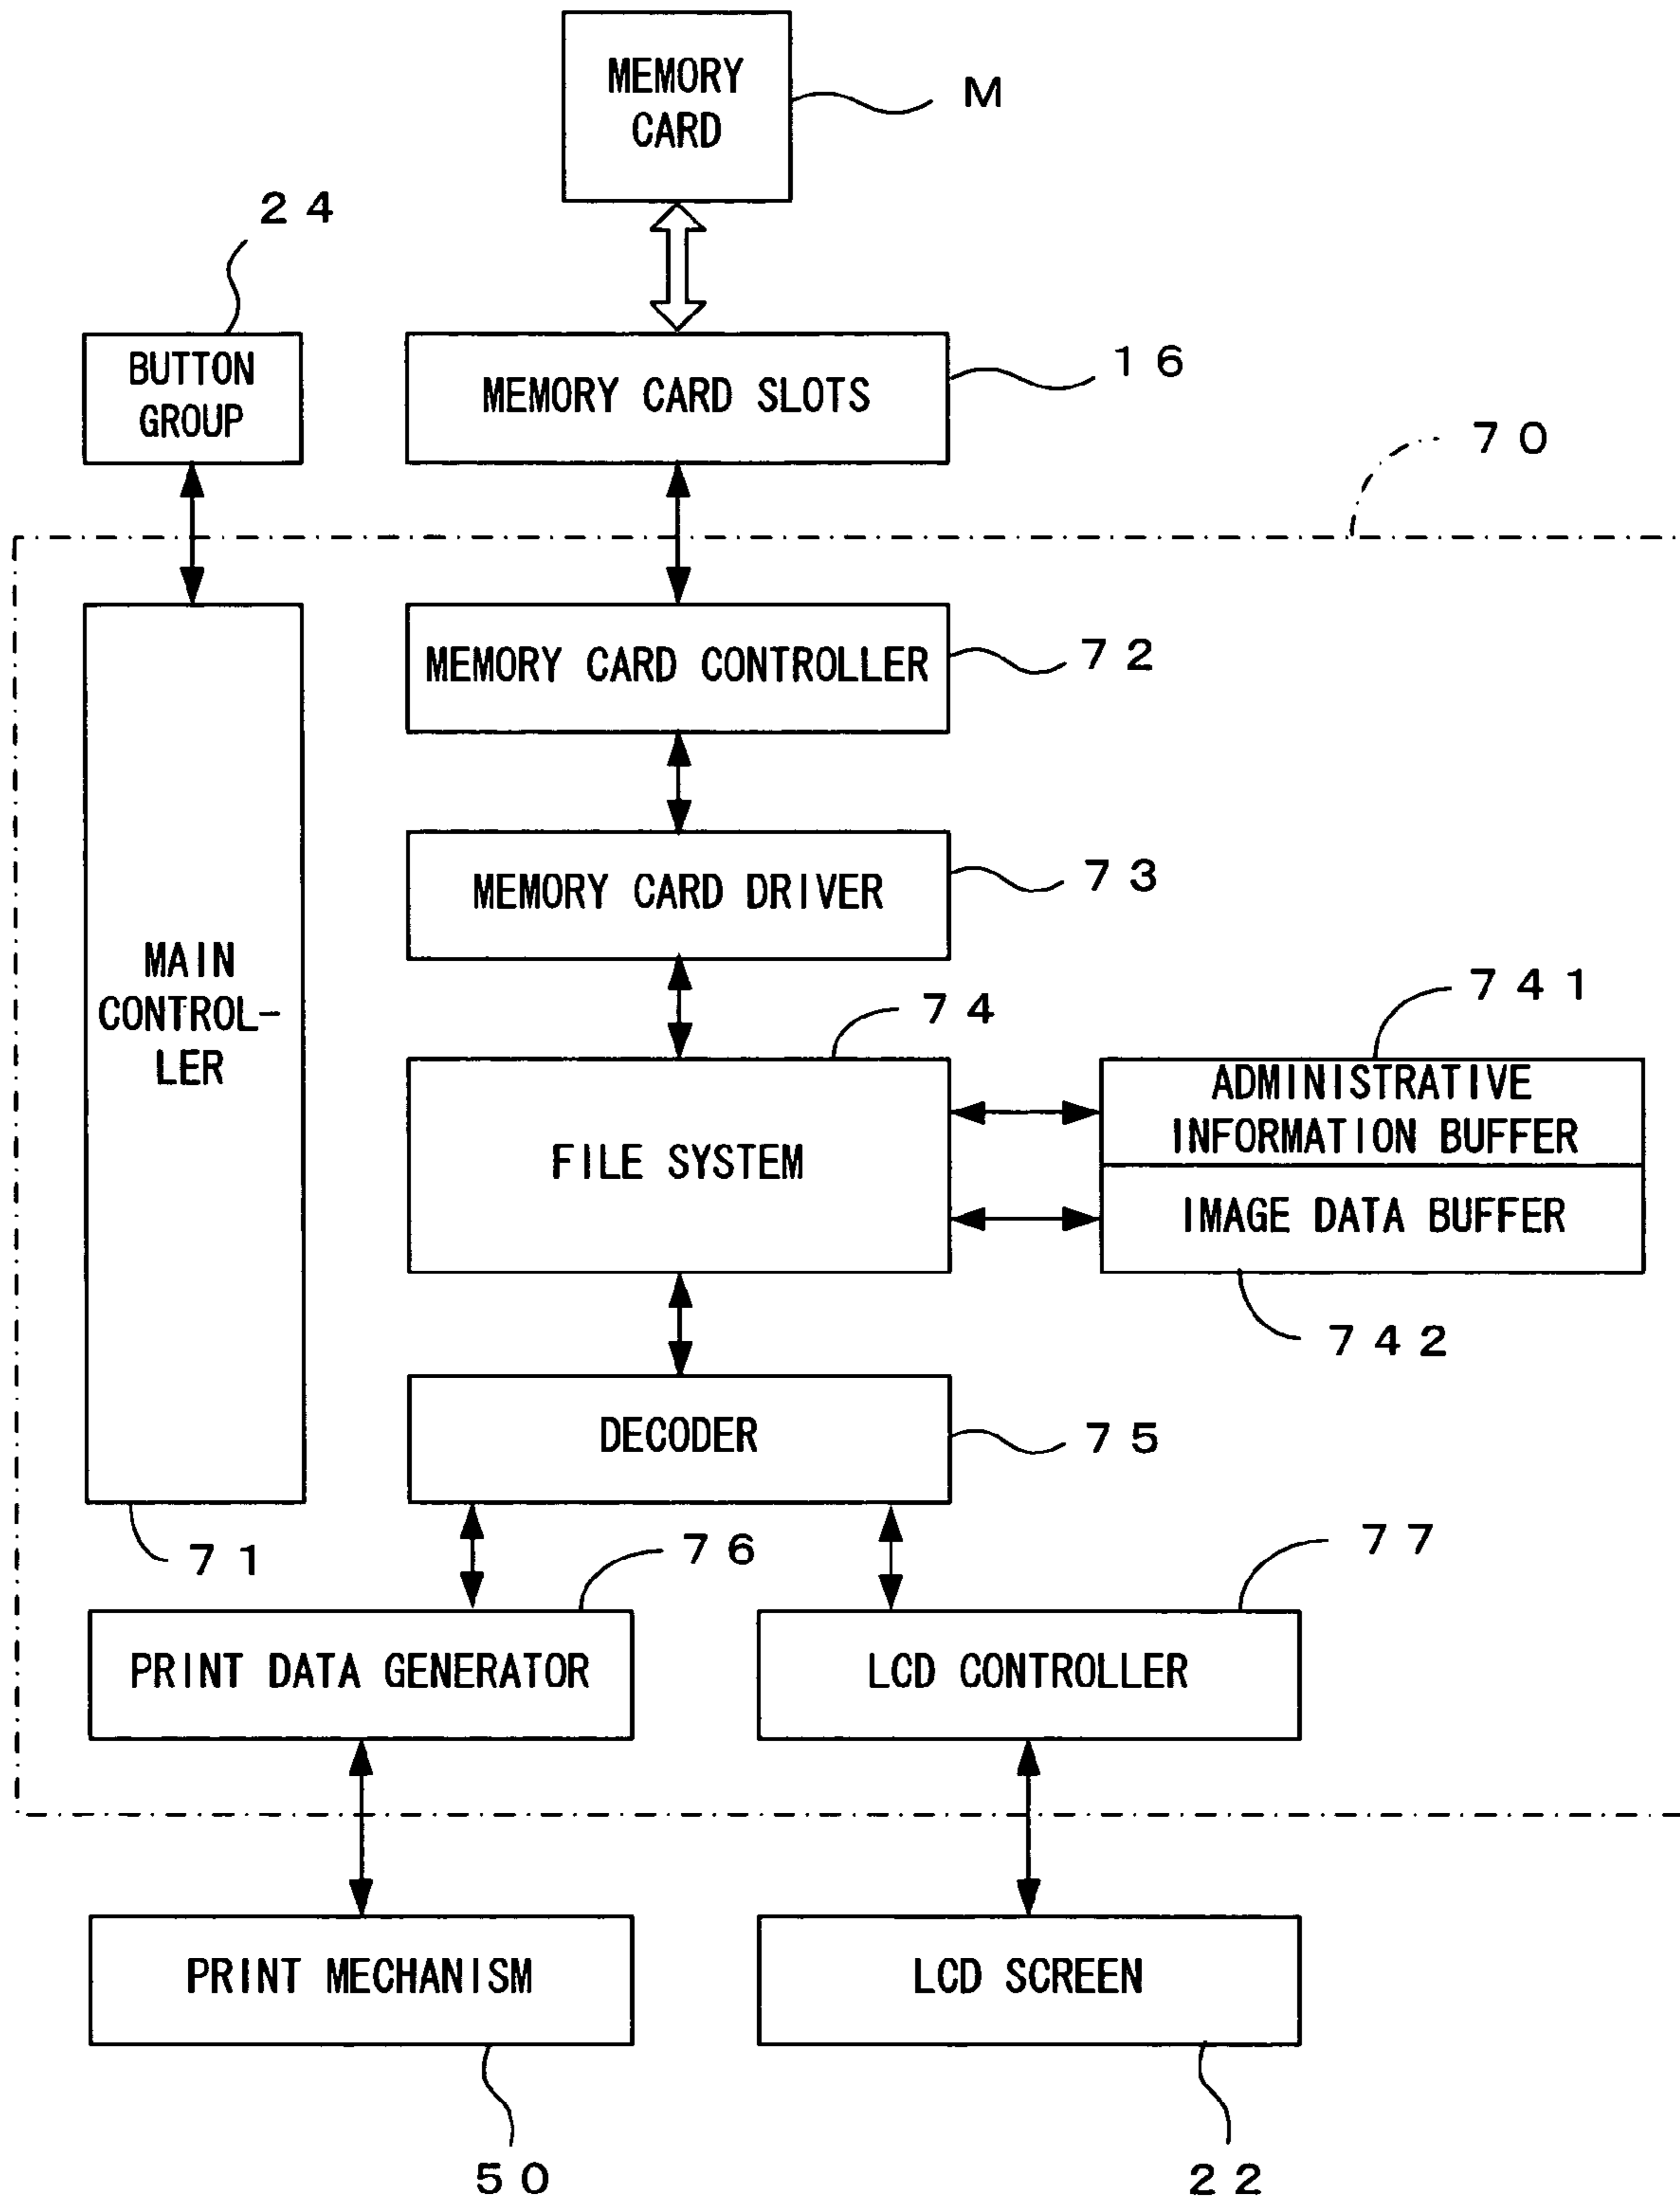 MEMORY
CARD
M
24
BUTTON
GROUP
MEMORY CARD SLOTS
16
70
MEMORY CARD CONTROLLER
72
MEMORY CARD DRIVER
73
MAIN
CONTROL-
LER
71
74
FILE SYSTEM
741
ADMINISTRATIVE
INFORMATION BUFFER
IMAGE DATA BUFFER
742
DECODER
75
76
77
PRINT DATA GENERATOR
LCD CONTROLLER
PRINT MECHANISM
LCD SCREEN
50
22